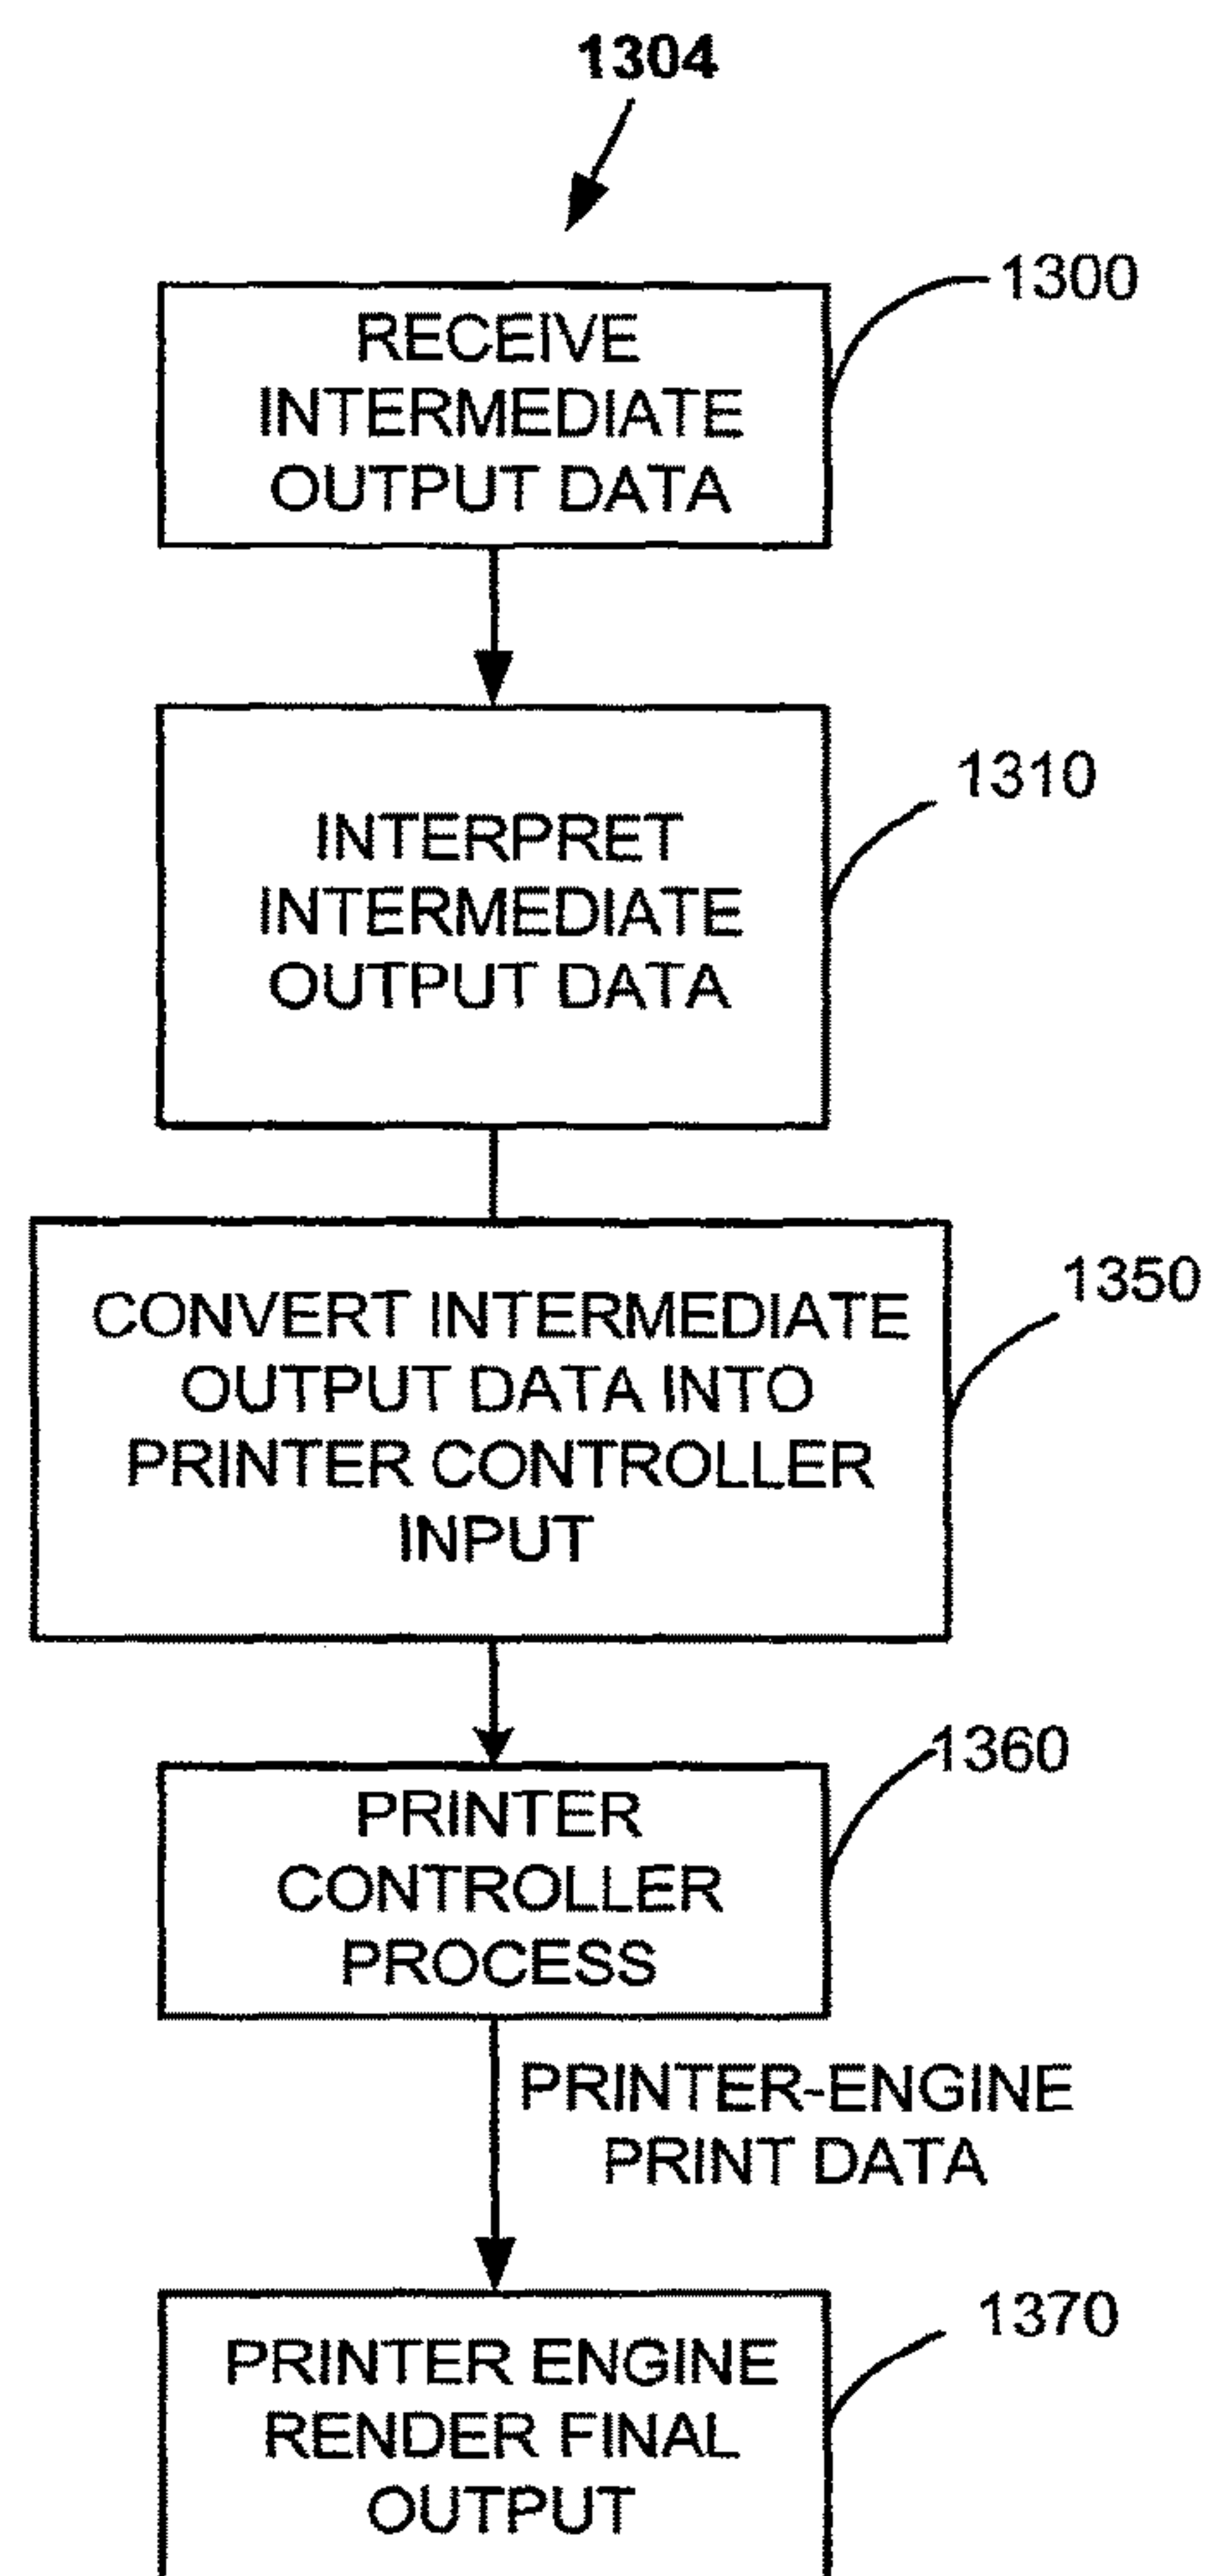 1304
1300
RECEIVE
INTERMEDIATE
OUTPUT DATA
1310
INTERPRET
INTERMEDIATE
OUTPUT DATA
1350
CONVERT INTERMEDIATE
OUTPUT DATA INTO
PRINTER CONTROLLER
INPUT
1360
PRINTER
CONTROLLER
PROCESS
PRINTER-ENGINE
PRINT DATA
1370
PRINTER ENGINE
RENDER FINAL
OUTPUT